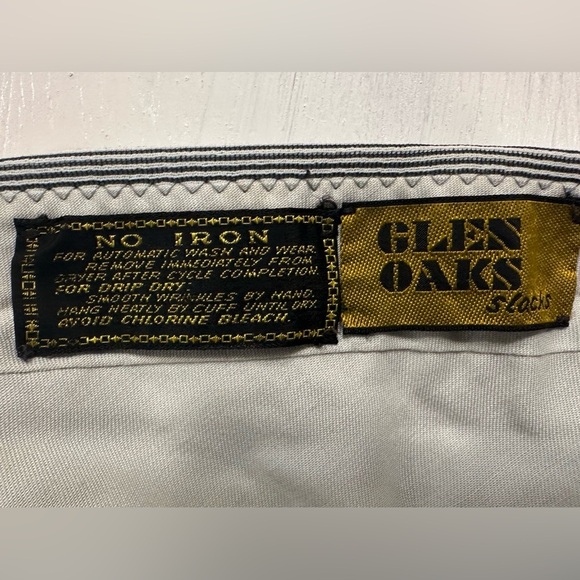 NO IRON
FOR AUTOMATIC WASH AND WEAR
REMOVE IMMEDIATELY FROM
DRYER AFTER CYCLE COMPLETION.
FOR DRIP DRY:
SMOOTH WRINKLES BY HAND
HANG NEATLY BY CUFF UNTIL DRY.
AVOID CHLORINE BLEACH.
GLEN
OAKS
SLACKS